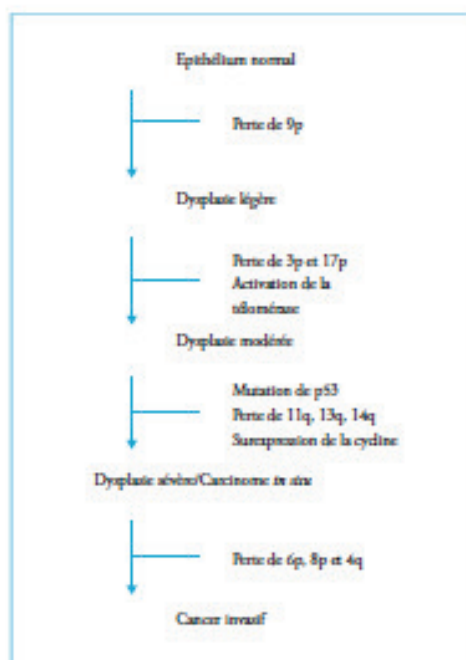 Epithélium normal
Perte de 9p
Dysplasie légère
Perte de 3p et 17p
Activation de la
télomérase
Dysplasie modérée
Mutation de p53
Perte de 11q, 13q, 14q
Surexpression de la cycline
Dysplasie sévère/Carcinome in situ
Perte de 6p, 8p et 4q
Cancer invasif